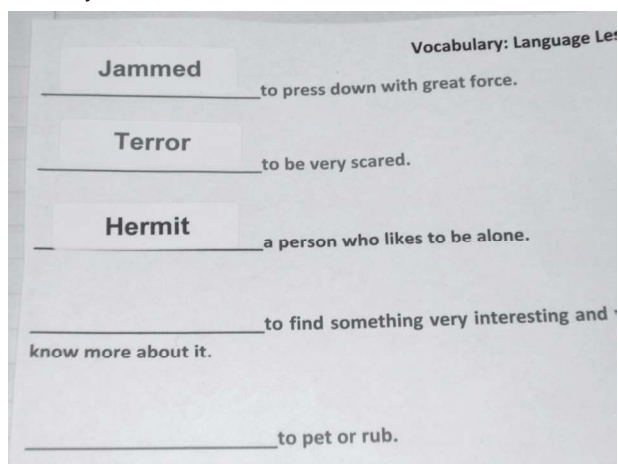 Vocabulary: Language
Jammed
to press down with great force.
Terror
to be very scared.
Hermit
a person who likes to be alone.
to find something very interesting and
know more about it.
to pet or rub.